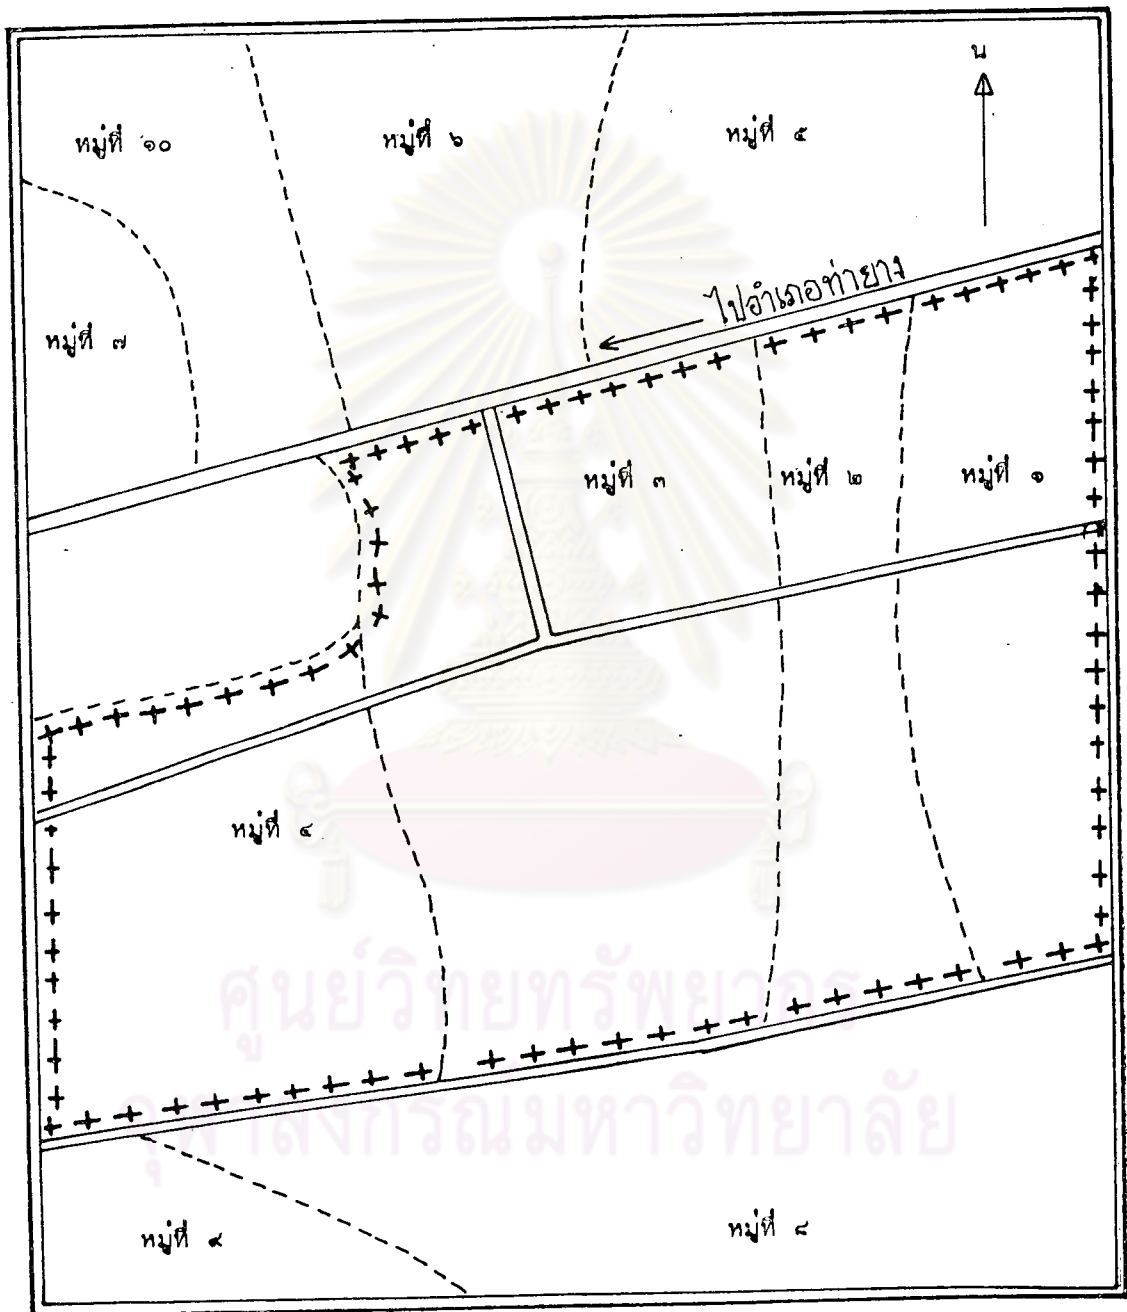 น
หมู่ที่ ๑๐
หมู่ที่ ๖
หมู่ที่ ๕
ไปอำเภอท่ายาง
หมู่ที่ ๗
หมู่ที่ ๓
หมู่ที่ ๒
หมู่ที่ ๑
หมู่ที่ ๔
ศูนย์วิทยทรัพยากร
จุฬาลงกรณ์มหาวิทยาลัย
หมู่ที่ ๙
หมู่ที่ ๘